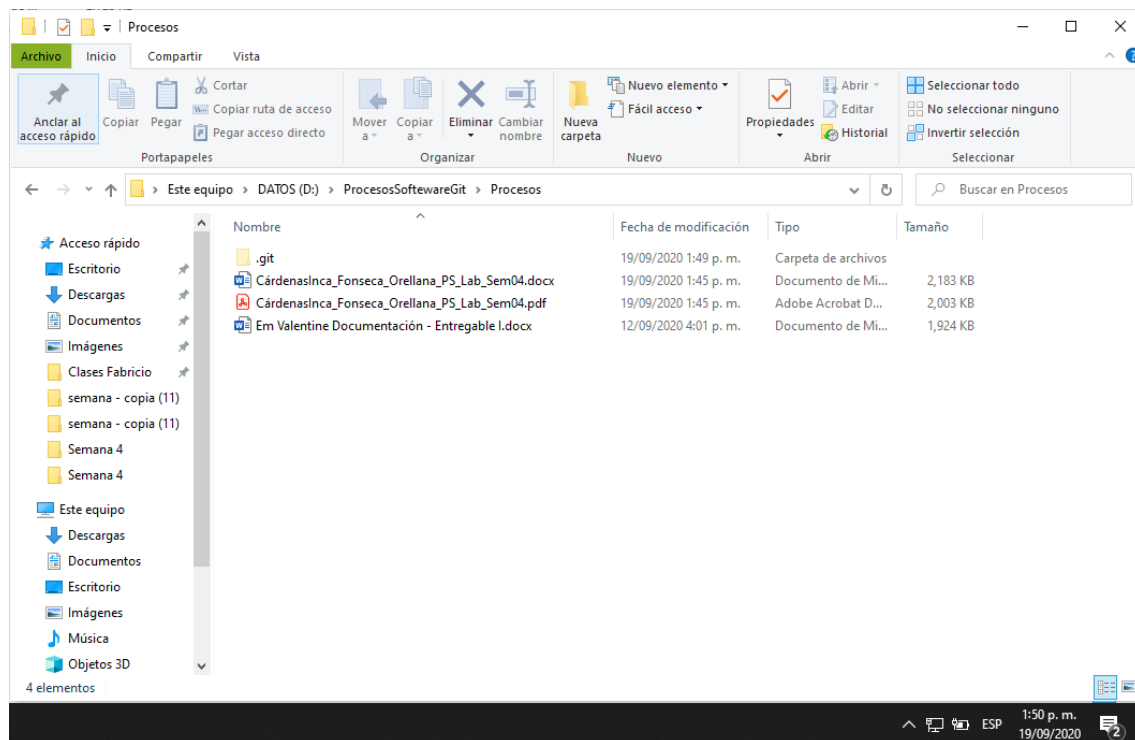 Procesos
Archivo Inicio Compartir Vista
Anclar al acceso rápido
Copiar
Pegar
Cortar
Copiar ruta de acceso
Pegar acceso directo
Portapapeles
Mover a
Copiar a
Eliminar
Cambiar nombre
Organizar
Nueva carpeta
Nuevo elemento
Fácil acceso
Nuevo
Propiedades
Abrir
Editar
Historial
Abrir
Seleccionar todo
No seleccionar ninguno
Invertir selección
Seleccionar
Este equipo > DATOS (D:) > ProcesosSoftewareGit > Procesos
Buscar en Procesos
Acceso rápido
Escritorio
Descargas
Documentos
Imágenes
Clases Fabricio
semana - copia (11)
semana - copia (11)
Semana 4
Semana 4
Este equipo
Descargas
Documentos
Escritorio
Imágenes
Música
Objetos 3D
Nombre Fecha de modificación Tipo Tamaño
.git 19/09/2020 1:49 p. m. Carpeta de archivos
CárdenasInca_Fonseca_Orellana_PS_Lab_Sem04.docx 19/09/2020 1:45 p. m. Documento de Mi... 2,183 KB
CárdenasInca_Fonseca_Orellana_PS_Lab_Sem04.pdf 19/09/2020 1:45 p. m. Adobe Acrobat D... 2,003 KB
Em Valentine Documentación - Entregable I.docx 12/09/2020 4:01 p. m. Documento de Mi... 1,924 KB
4 elementos
ESP
1:50 p. m.
19/09/2020
2